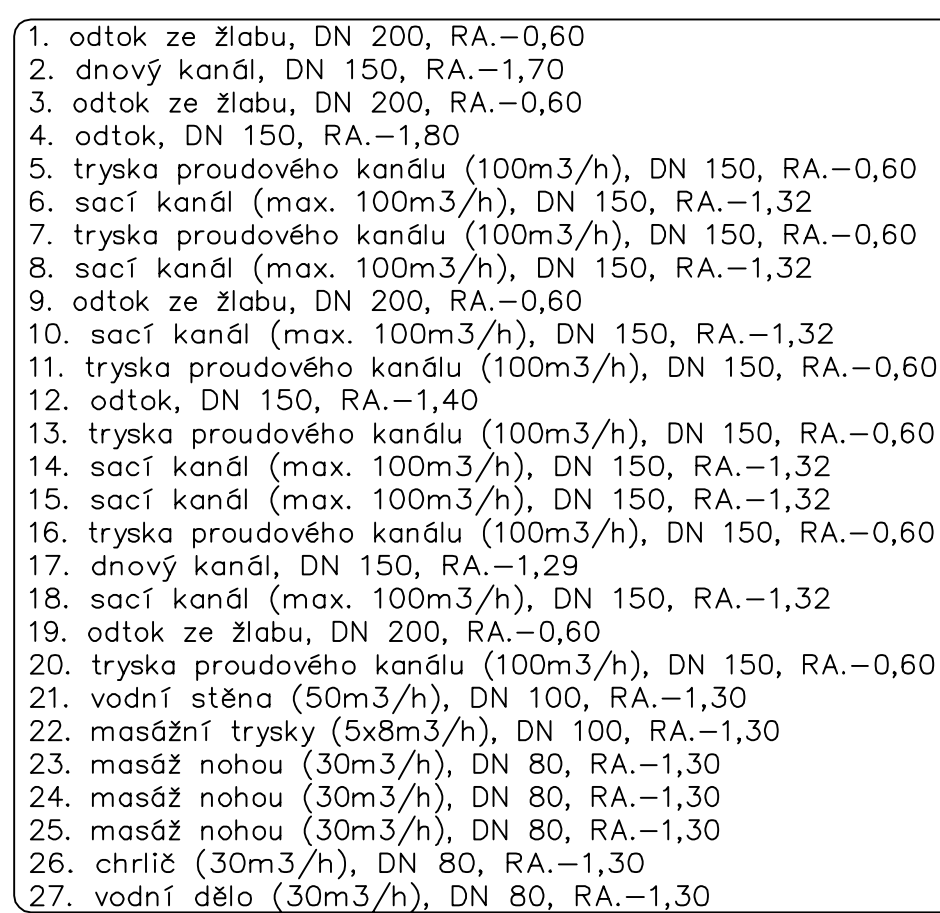 1. odtok ze žlabu, DN 200, RA.−0,60
2. dnový kanál, DN 150, RA.−1,70
3. odtok ze žlabu, DN 200, RA.−0,60
4. odtok, DN 150, RA.−1,80
5. tryska proudového kanálu (100m3/h), DN 150, RA.−0,60
6. sací kanál (max. 100m3/h), DN 150, RA.−1,32
7. tryska proudového kanálu (100m3/h), DN 150, RA.−0,60
8. sací kanál (max. 100m3/h), DN 150, RA.−1,32
9. odtok ze žlabu, DN 200, RA.−0,60
10. sací kanál (max. 100m3/h), DN 150, RA.−1,32
11. tryska proudového kanálu (100m3/h), DN 150, RA.−0,60
12. odtok, DN 150, RA.−1,40
13. tryska proudového kanálu (100m3/h), DN 150, RA.−0,60
14. sací kanál (max. 100m3/h), DN 150, RA.−1,32
15. sací kanál (max. 100m3/h), DN 150, RA.−1,32
16. tryska proudového kanálu (100m3/h), DN 150, RA.−0,60
17. dnový kanál, DN 150, RA.−1,29
18. sací kanál (max. 100m3/h), DN 150, RA.−1,32
19. odtok ze žlabu, DN 200, RA.−0,60
20. tryska proudového kanálu (100m3/h), DN 150, RA.−0,60
21. vodní stěna (50m3/h), DN 100, RA.−1,30
22. masážní trysky (5x8m3/h), DN 100, RA.−1,30
23. masáž nohou (30m3/h), DN 80, RA.−1,30
24. masáž nohou (30m3/h), DN 80, RA.−1,30
25. masáž nohou (30m3/h), DN 80, RA.−1,30
26. chrlič (30m3/h), DN 80, RA.−1,30
27. vodní dělo (30m3/h), DN 80, RA.−1,30